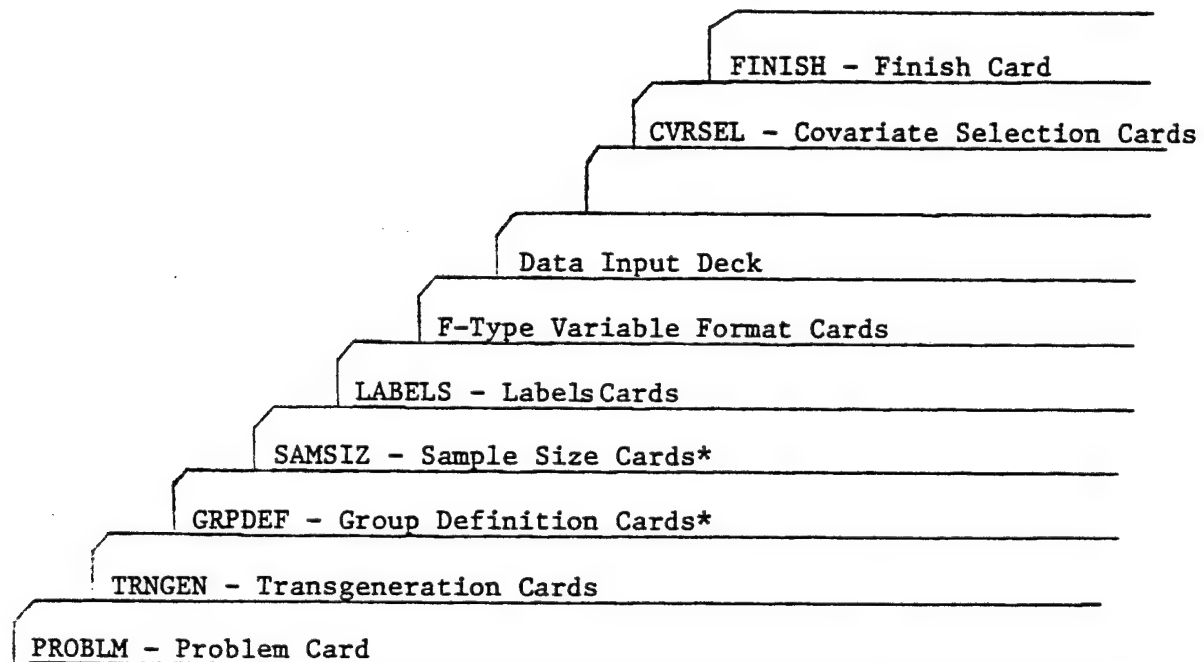 FINISH - Finish Card
CVRSEL - Covariate Selection Cards
Data Input Deck
F-Type Variable Format Cards
LABELS - Labels Cards
SAMSIZ - Sample Size Cards*
GRPDEF - Group Definition Cards*
TRNGEN - Transgeneration Cards
PROBLM - Problem Card